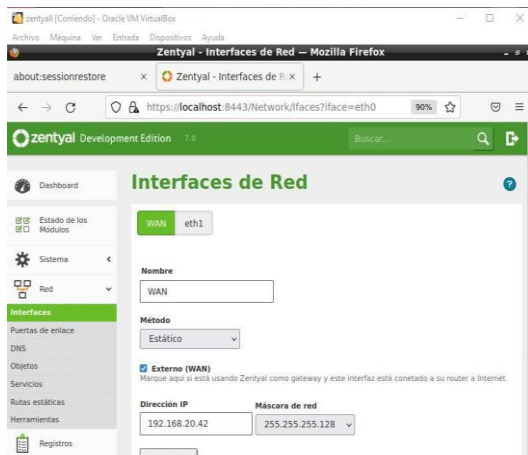 zentyall [Corriendo] - Oracle VM VirtualBox
Archivo Máquina Ver Entrada Dispositivos Ayuda
Zentyal - Interfaces de Red — Mozilla Firefox
about:sessionrestore
Zentyal - Interfaces de R
https://localhost:8443/Network/Ifaces?iface=eth0
90%
zentyal Development Edition 7.0
Buscar...
Dashboard
Estado de los
Módulos
Sistema
Red
Interfaces
Puertas de enlace
DNS
Objetos
Servicios
Rutas estáticas
Herramientas
Registros
Interfaces de Red
WAN eth1
Nombre
WAN
Método
Estático
Externo (WAN)
Marque aquí si está usando Zentyal como gateway y este interfaz está conetado a su router a Internet
Dirección IP Máscara de red
192.168.20.42 255.255.255.128